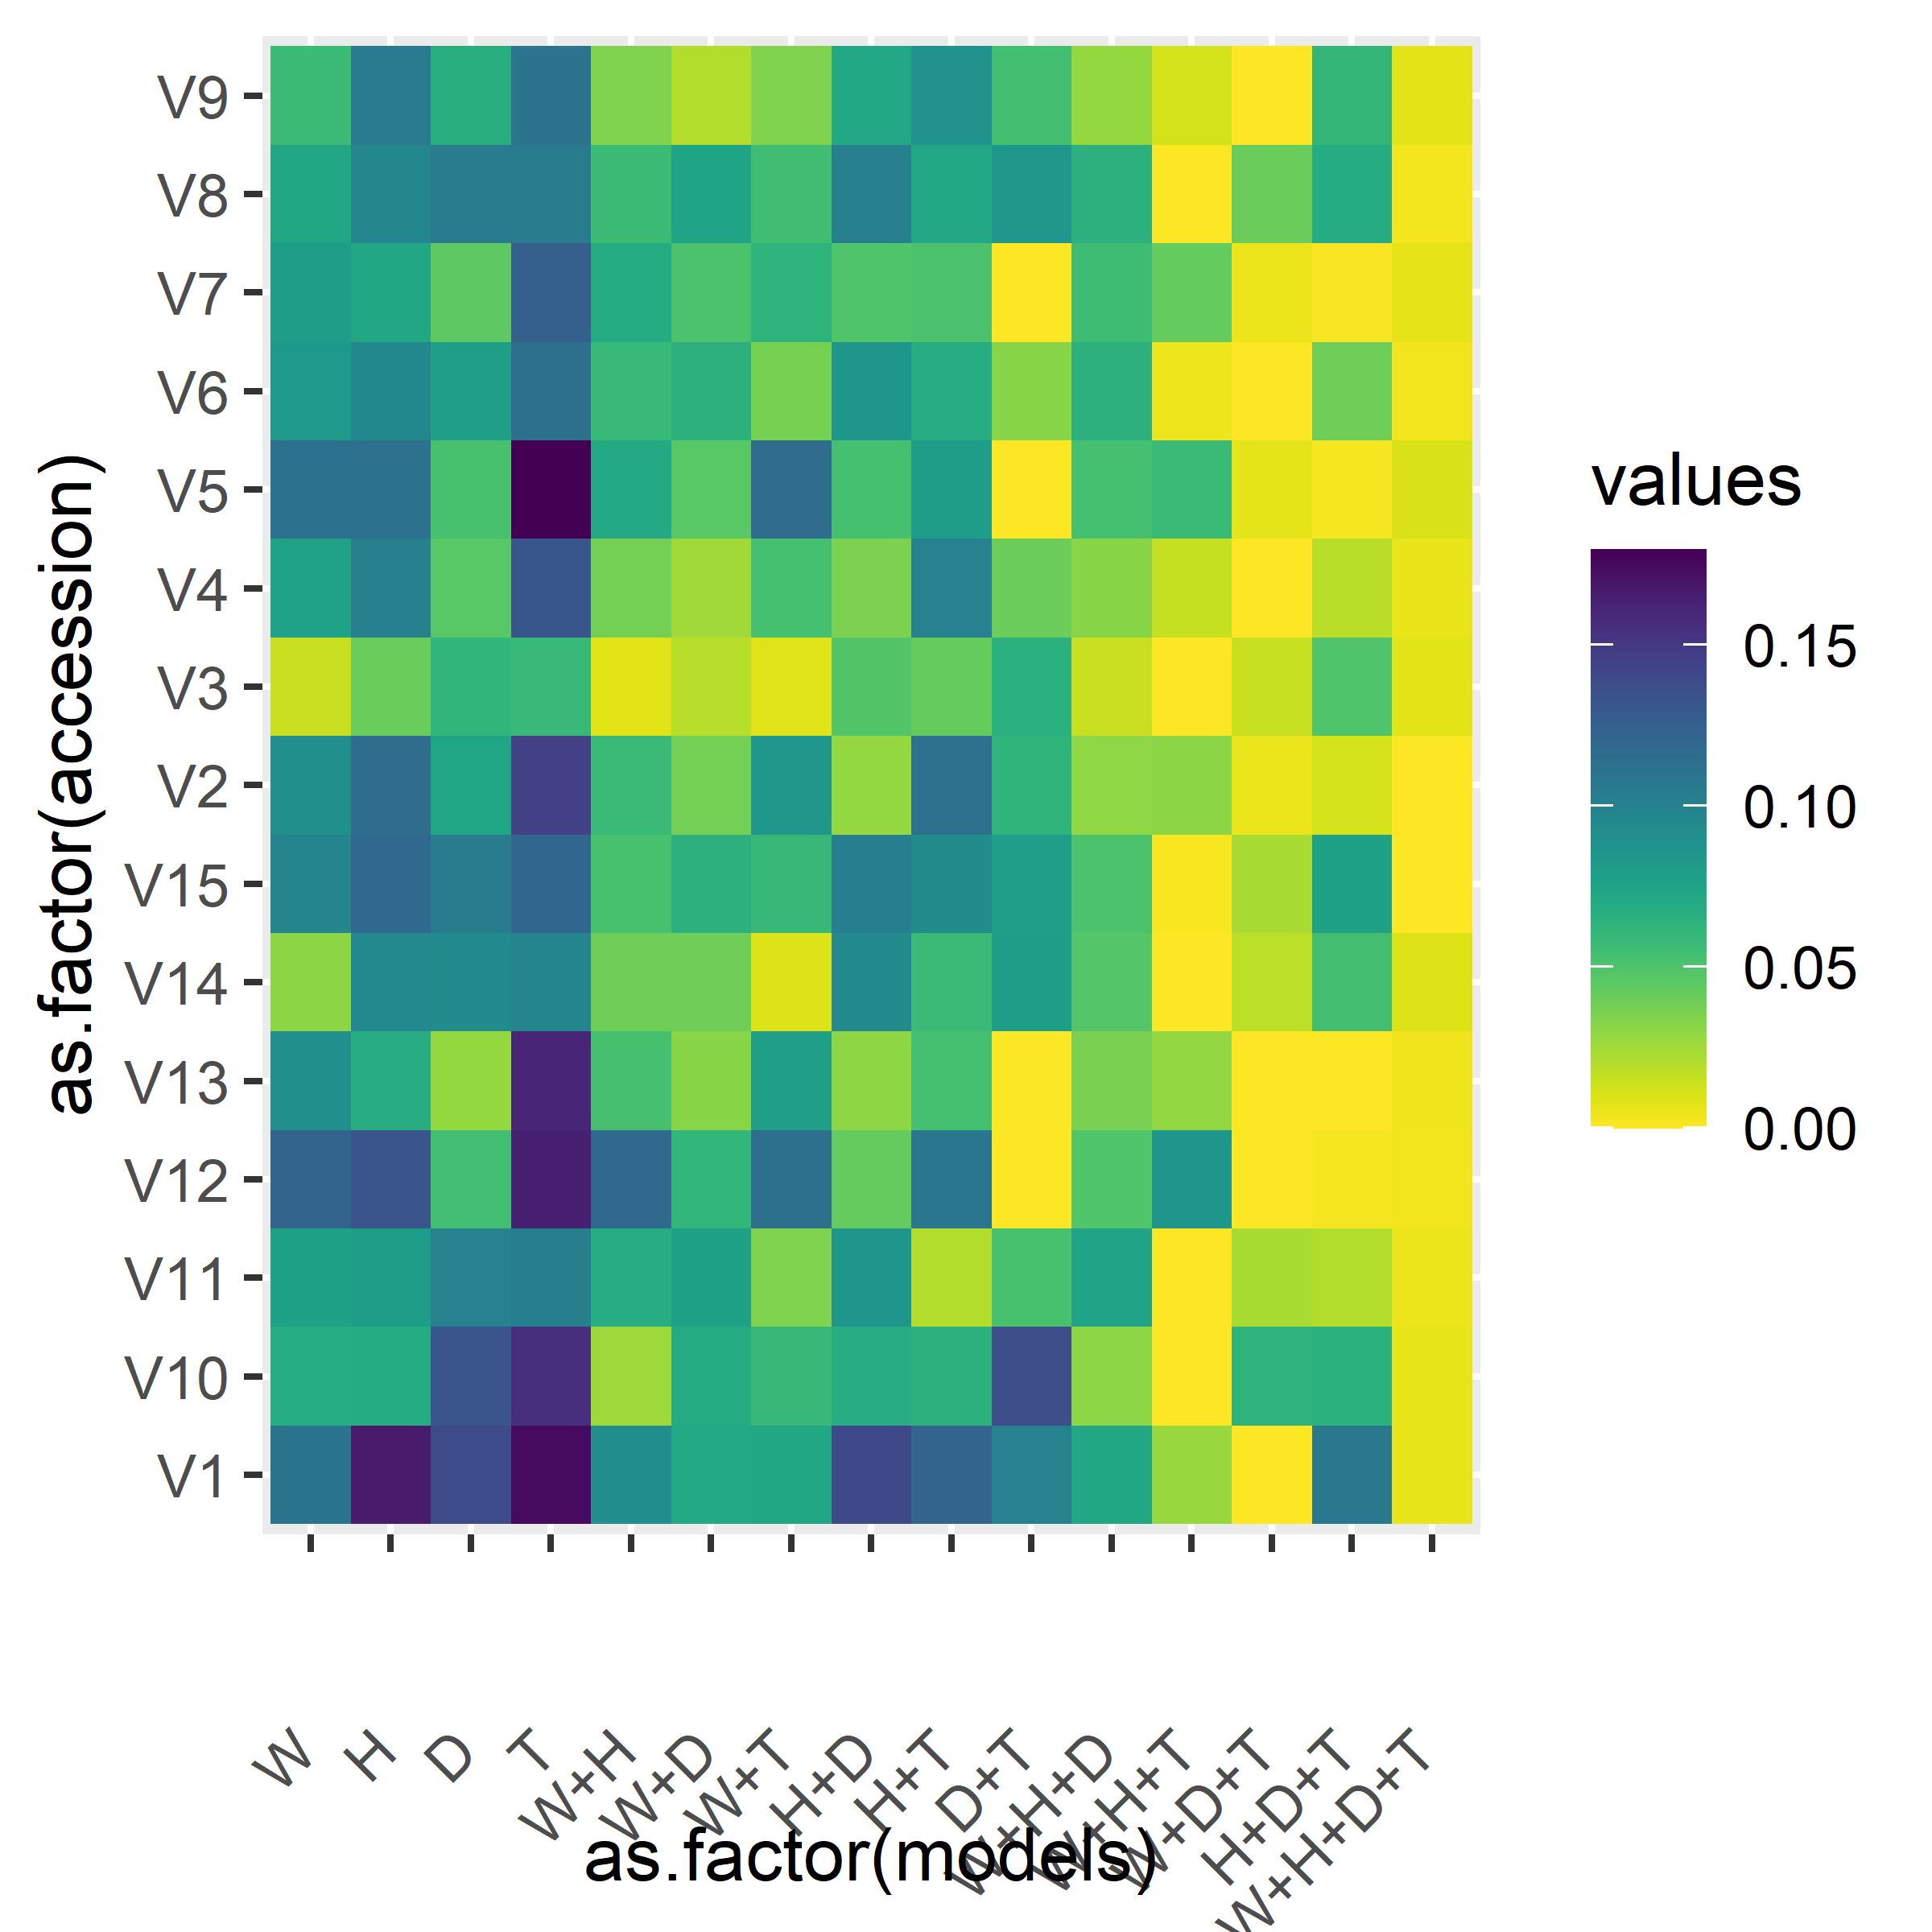 V9
V8
V7
V6
V5
V4
V3
V2
V15
V14
V13
V12
V11
V10
V1
as.factor(accession)
W
H
D
T
W+H
W+D
W+T
H+D
H+T
D+T
W+H+D
W+H+T
W+D+T
H+D+T
W+H+D+T
as.factor(models)
values
0.15
0.10
0.05
0.00